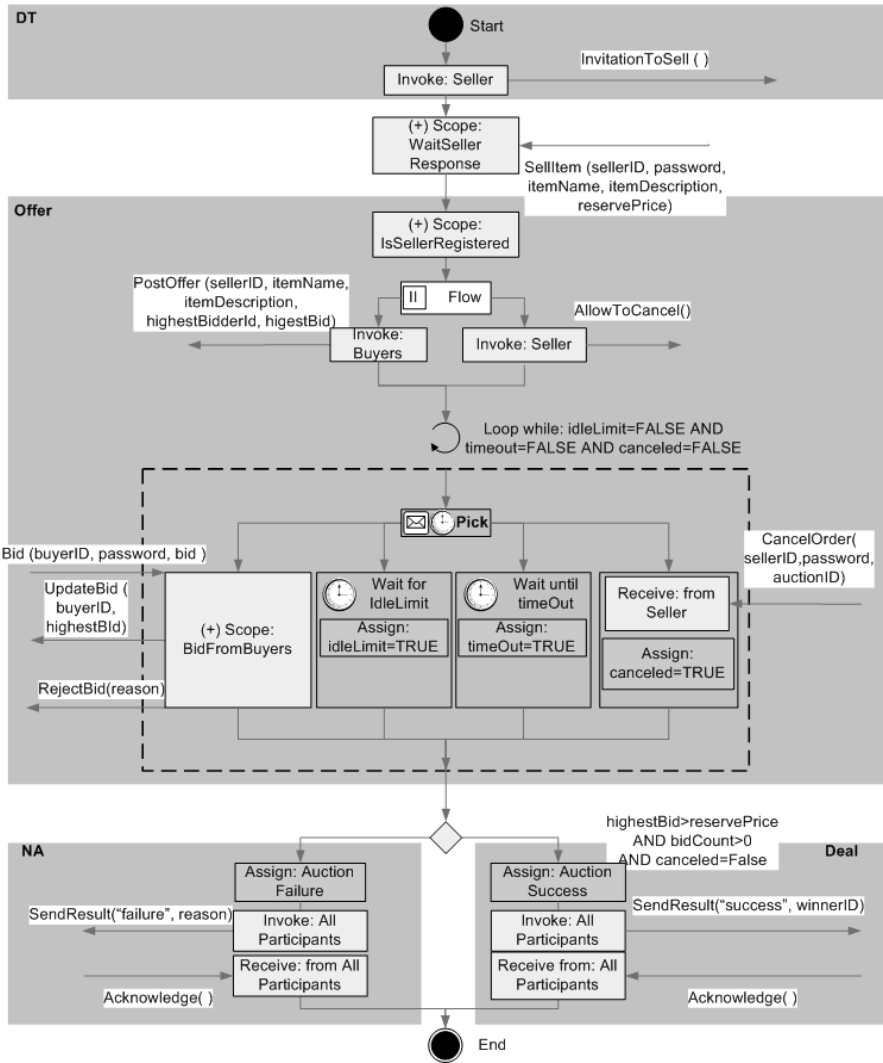 DT
Start
InvitationToSell ( )
Invoke: Seller
(+) Scope:
WaitSeller
Response
SellItem (sellerID, password,
itemName, itemDescription,
reservePrice)
Offer
(+) Scope:
IsSellerRegistered
PostOffer (sellerID, itemName,
itemDescription,
highestBidderId, higestBid)
II
Flow
AllowToCancel()
Invoke:
Buyers
Invoke: Seller
Loop while: idleLimit=FALSE AND
timeout=FALSE AND canceled=FALSE
Pick
Bid (buyerID, password, bid )
CancelOrder(
sellerID,password,
auctionID)
UpdateBid (
buyerID,
highestBId)
RejectBid(reason)
(+) Scope:
BidFromBuyers
Wait for
IdleLimit
Assign:
idleLimit=TRUE
Wait until
timeOut
Assign:
timeOut=TRUE
Receive: from
Seller
Assign:
canceled=TRUE
highestBid>reservePrice
AND bidCount>0
AND canceled=False
NA
Deal
Assign: Auction
Failure
Assign: Auction
Success
SendResult(“failure”, reason)
Invoke: All
Participants
Invoke: All
Participants
SendResult(“success”, winnerID)
Receive: from All
Participants
Receive from: All
Participants
Acknowledge( )
Acknowledge( )
End